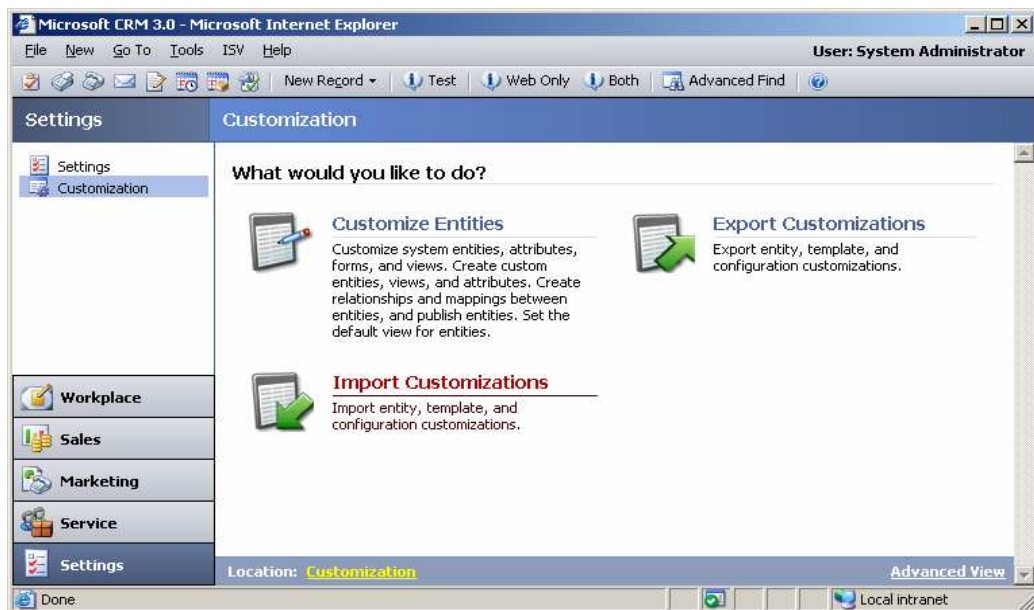 Microsoft CRM 3.0 - Microsoft Internet Explorer
File New Go To Tools ISV Help User: System Administrator
New Record Test Web Only Both Advanced Find
Settings
Customization
Settings
Customization
What would you like to do?
Customize Entities
Customize system entities, attributes,
forms, and views. Create custom
entities, views, and attributes. Create
relationships and mappings between
entities, and publish entities. Set the
default view for entities.
Export Customizations
Export entity, template, and
configuration customizations.
Import Customizations
Import entity, template, and
configuration customizations.
Workplace
Sales
Marketing
Service
Settings
Location: Customization Advanced View
Done Local intranet